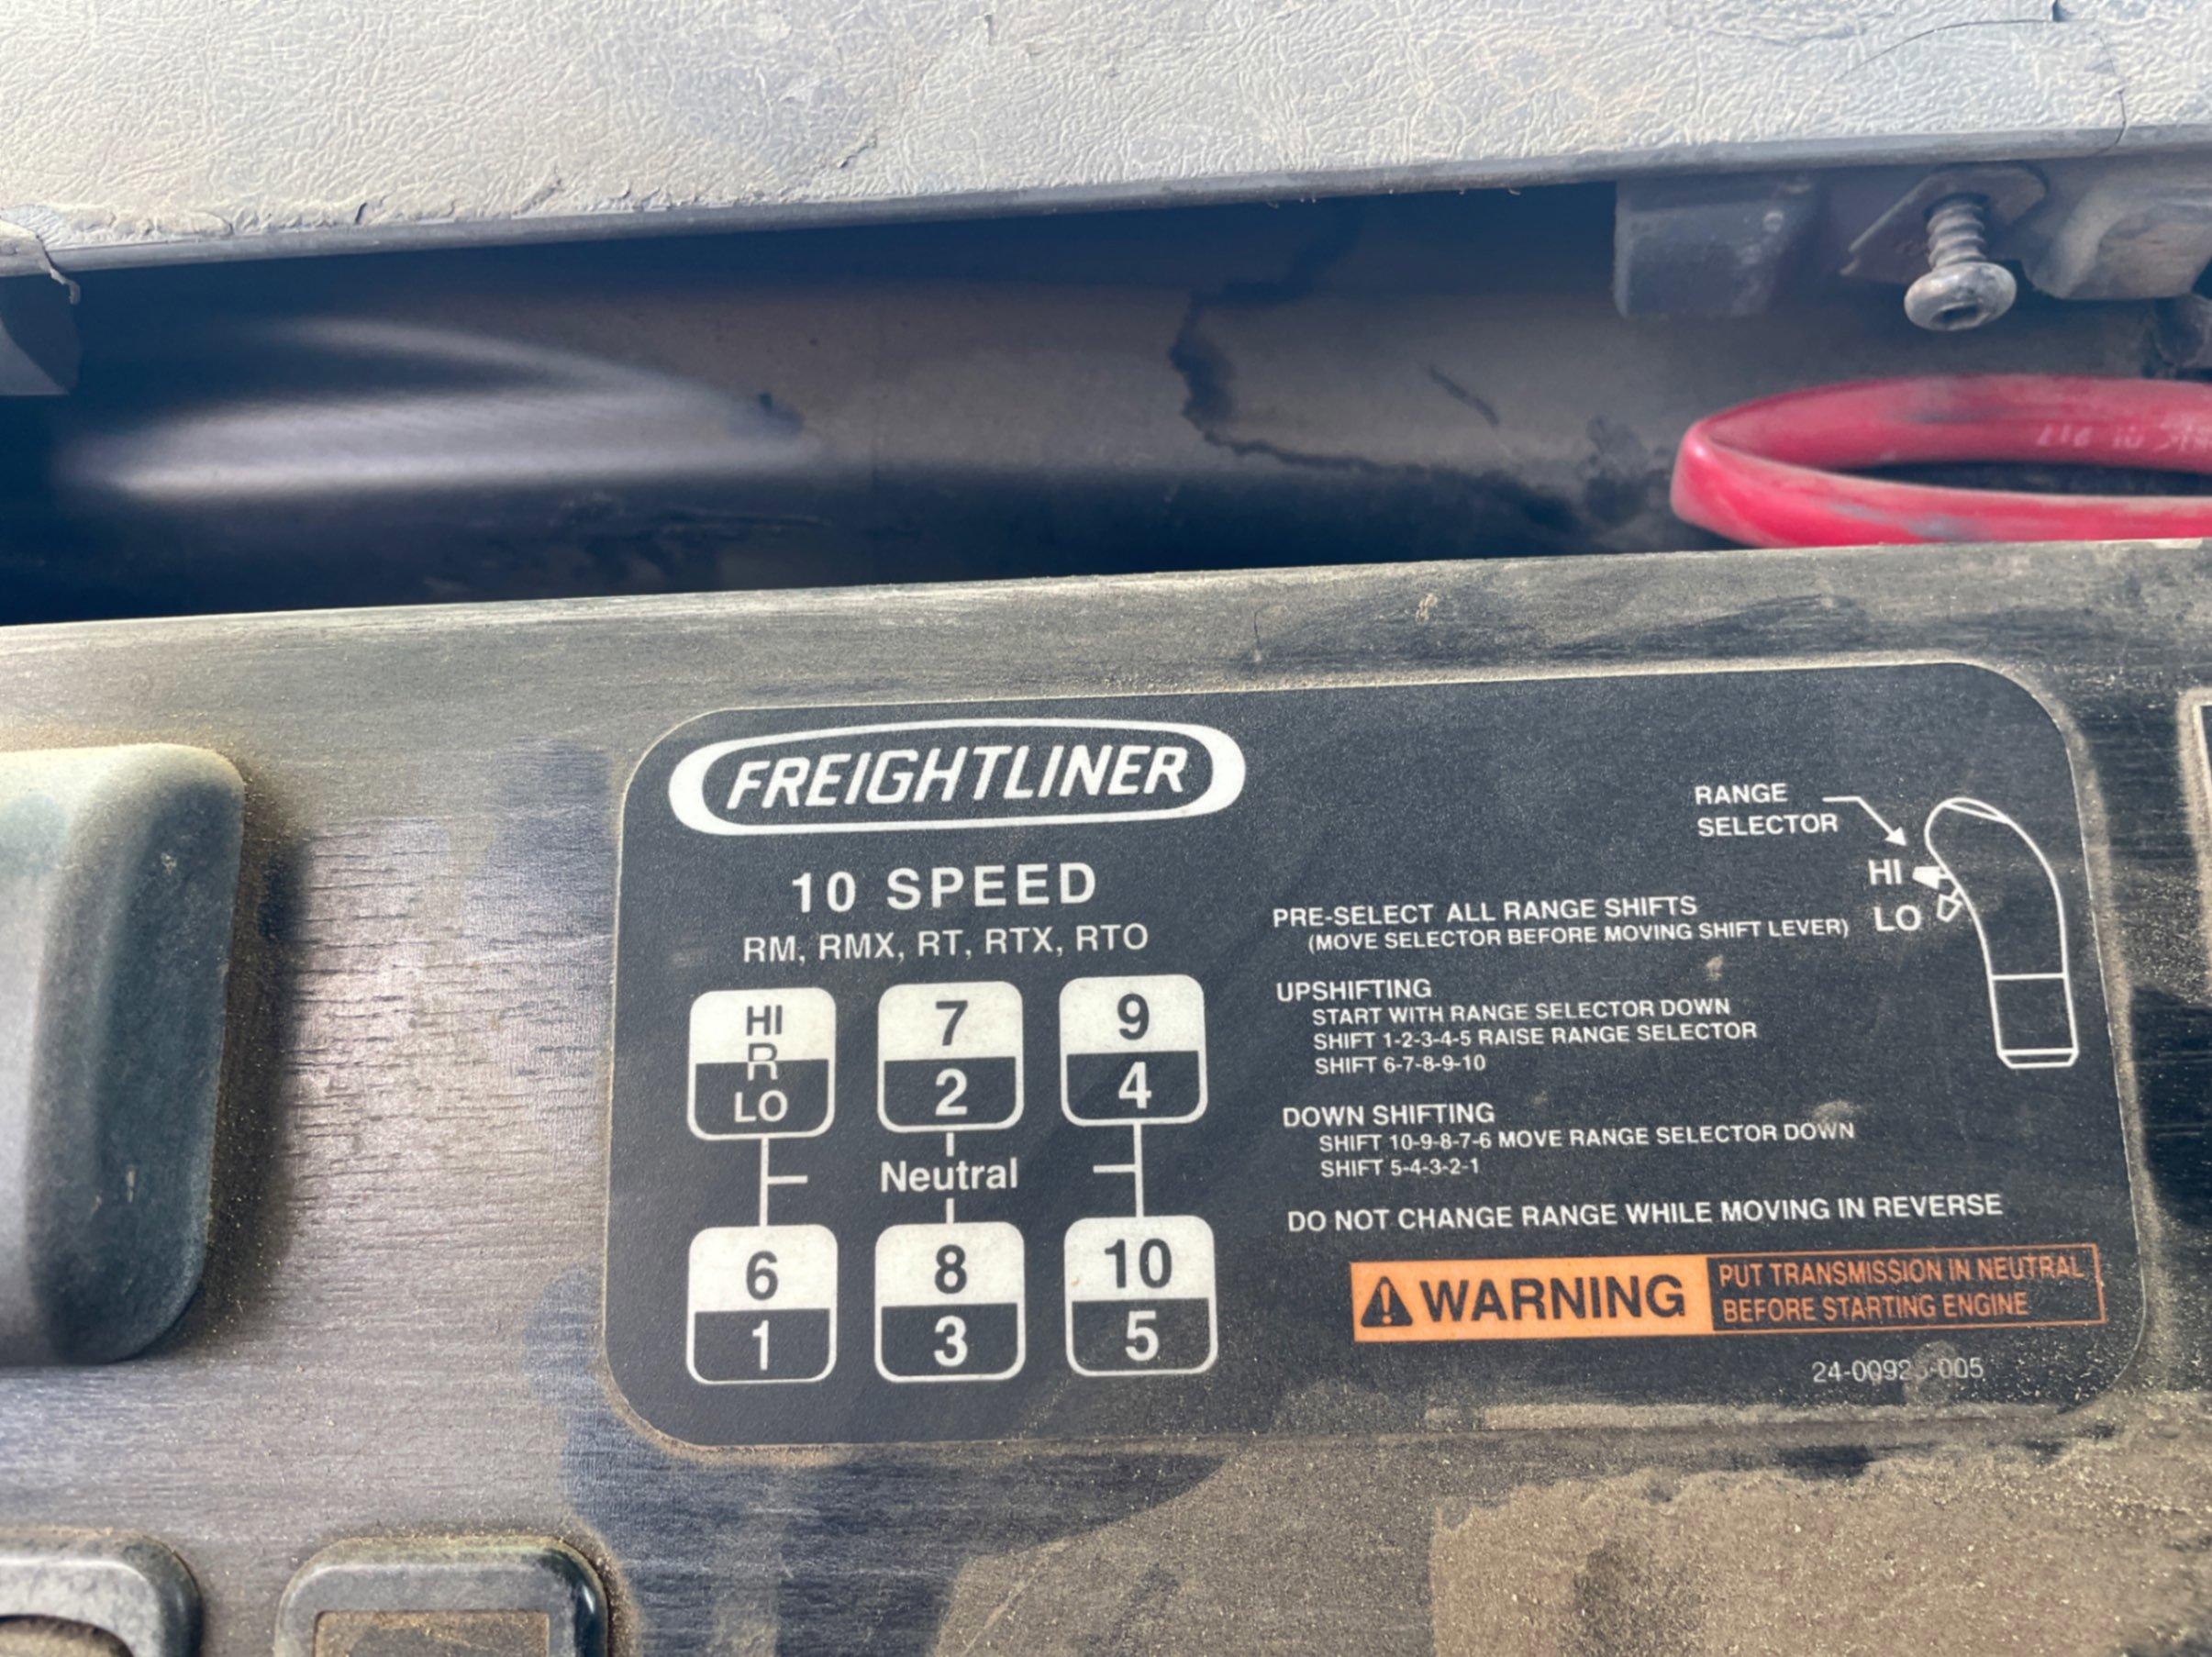 FREIGHTLINER
10 SPEED
RM, RMX, RT, RTX, RTO
HI
R
LO
7
2
9
4
Neutral
6
1
8
3
10
5
RANGE
SELECTOR
HI
LO
PRE-SELECT ALL RANGE SHIFTS
(MOVE SELECTOR BEFORE MOVING SHIFT LEVER)
UPSHIFTING
START WITH RANGE SELECTOR DOWN
SHIFT 1-2-3-4-5 RAISE RANGE SELECTOR
SHIFT 6-7-8-9-10
DOWN SHIFTING
SHIFT 10-9-8-7-6 MOVE RANGE SELECTOR DOWN
SHIFT 5-4-3-2-1
DO NOT CHANGE RANGE WHILE MOVING IN REVERSE
WARNING
PUT TRANSMISSION IN NEUTRAL
BEFORE STARTING ENGINE